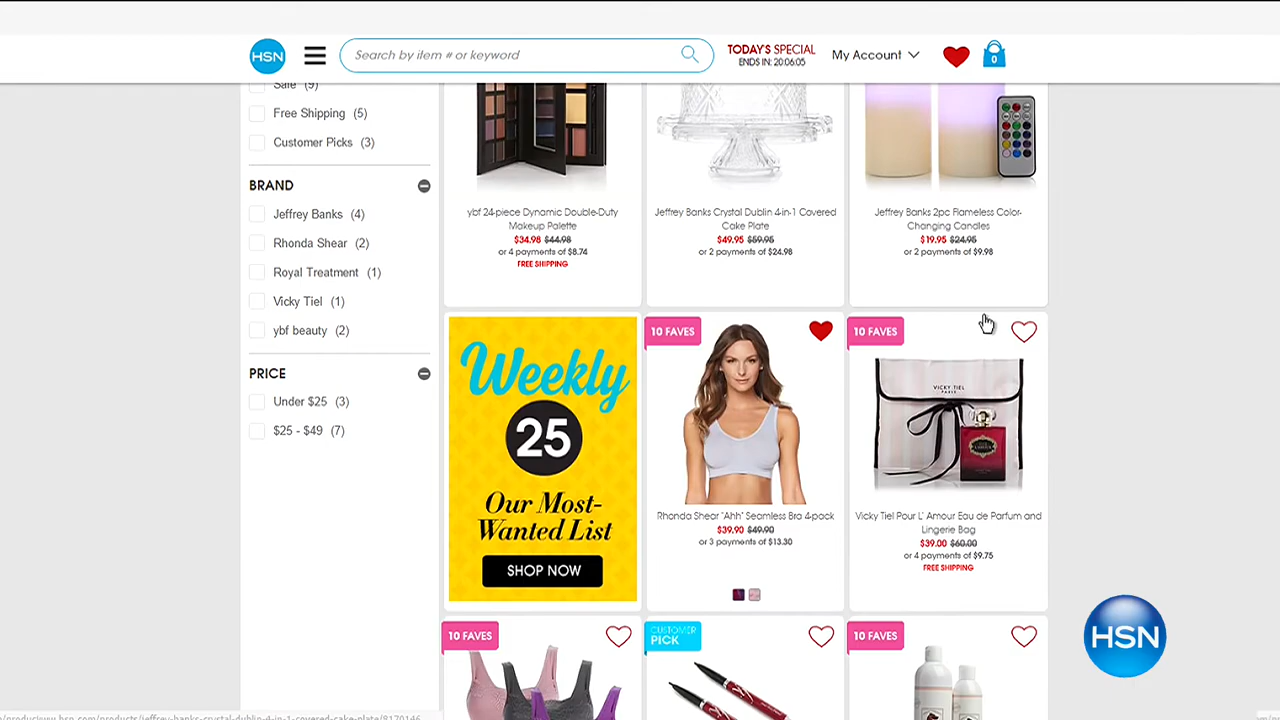 HSN
Search by item # or keyword
TODAY'S SPECIAL
ENDS IN: 20:06:05
My Account
0
Sale (9)
Free Shipping (5)
Customer Picks (3)
BRAND
Jeffrey Banks (4)
Rhonda Shear (2)
Royal Treatment (1)
Vicky Tiel (1)
ybf beauty (2)
PRICE
Under $25 (3)
$25 - $49 (7)
ybf 24-piece Dynamic Double-Duty
Makeup Palette
$34.98 $44.98
or 4 payments of $8.74
FREE SHIPPING
Jeffrey Banks Crystal Dublin 4-in-1 Covered
Cake Plate
$49.95 $59.95
or 2 payments of $24.98
Jeffrey Banks 2pc Flameless Color-
Changing Candles
$19.95 $24.95
or 2 payments of $9.98
Weekly
25
Our Most-
Wanted List
SHOP NOW
10 FAVES
Rhonda Shear "Ahh" Seamless Bra 4-pack
$39.90 $49.90
or 3 payments of $13.30
10 FAVES
VICKY TIEL
PARIS
Vicky Tiel Pour L' Amour Eau de Parfum and
Lingerie Bag
$39.00 $60.00
or 4 payments of $9.75
FREE SHIPPING
10 FAVES
CUSTOMER
PICK
10 FAVES
HSN